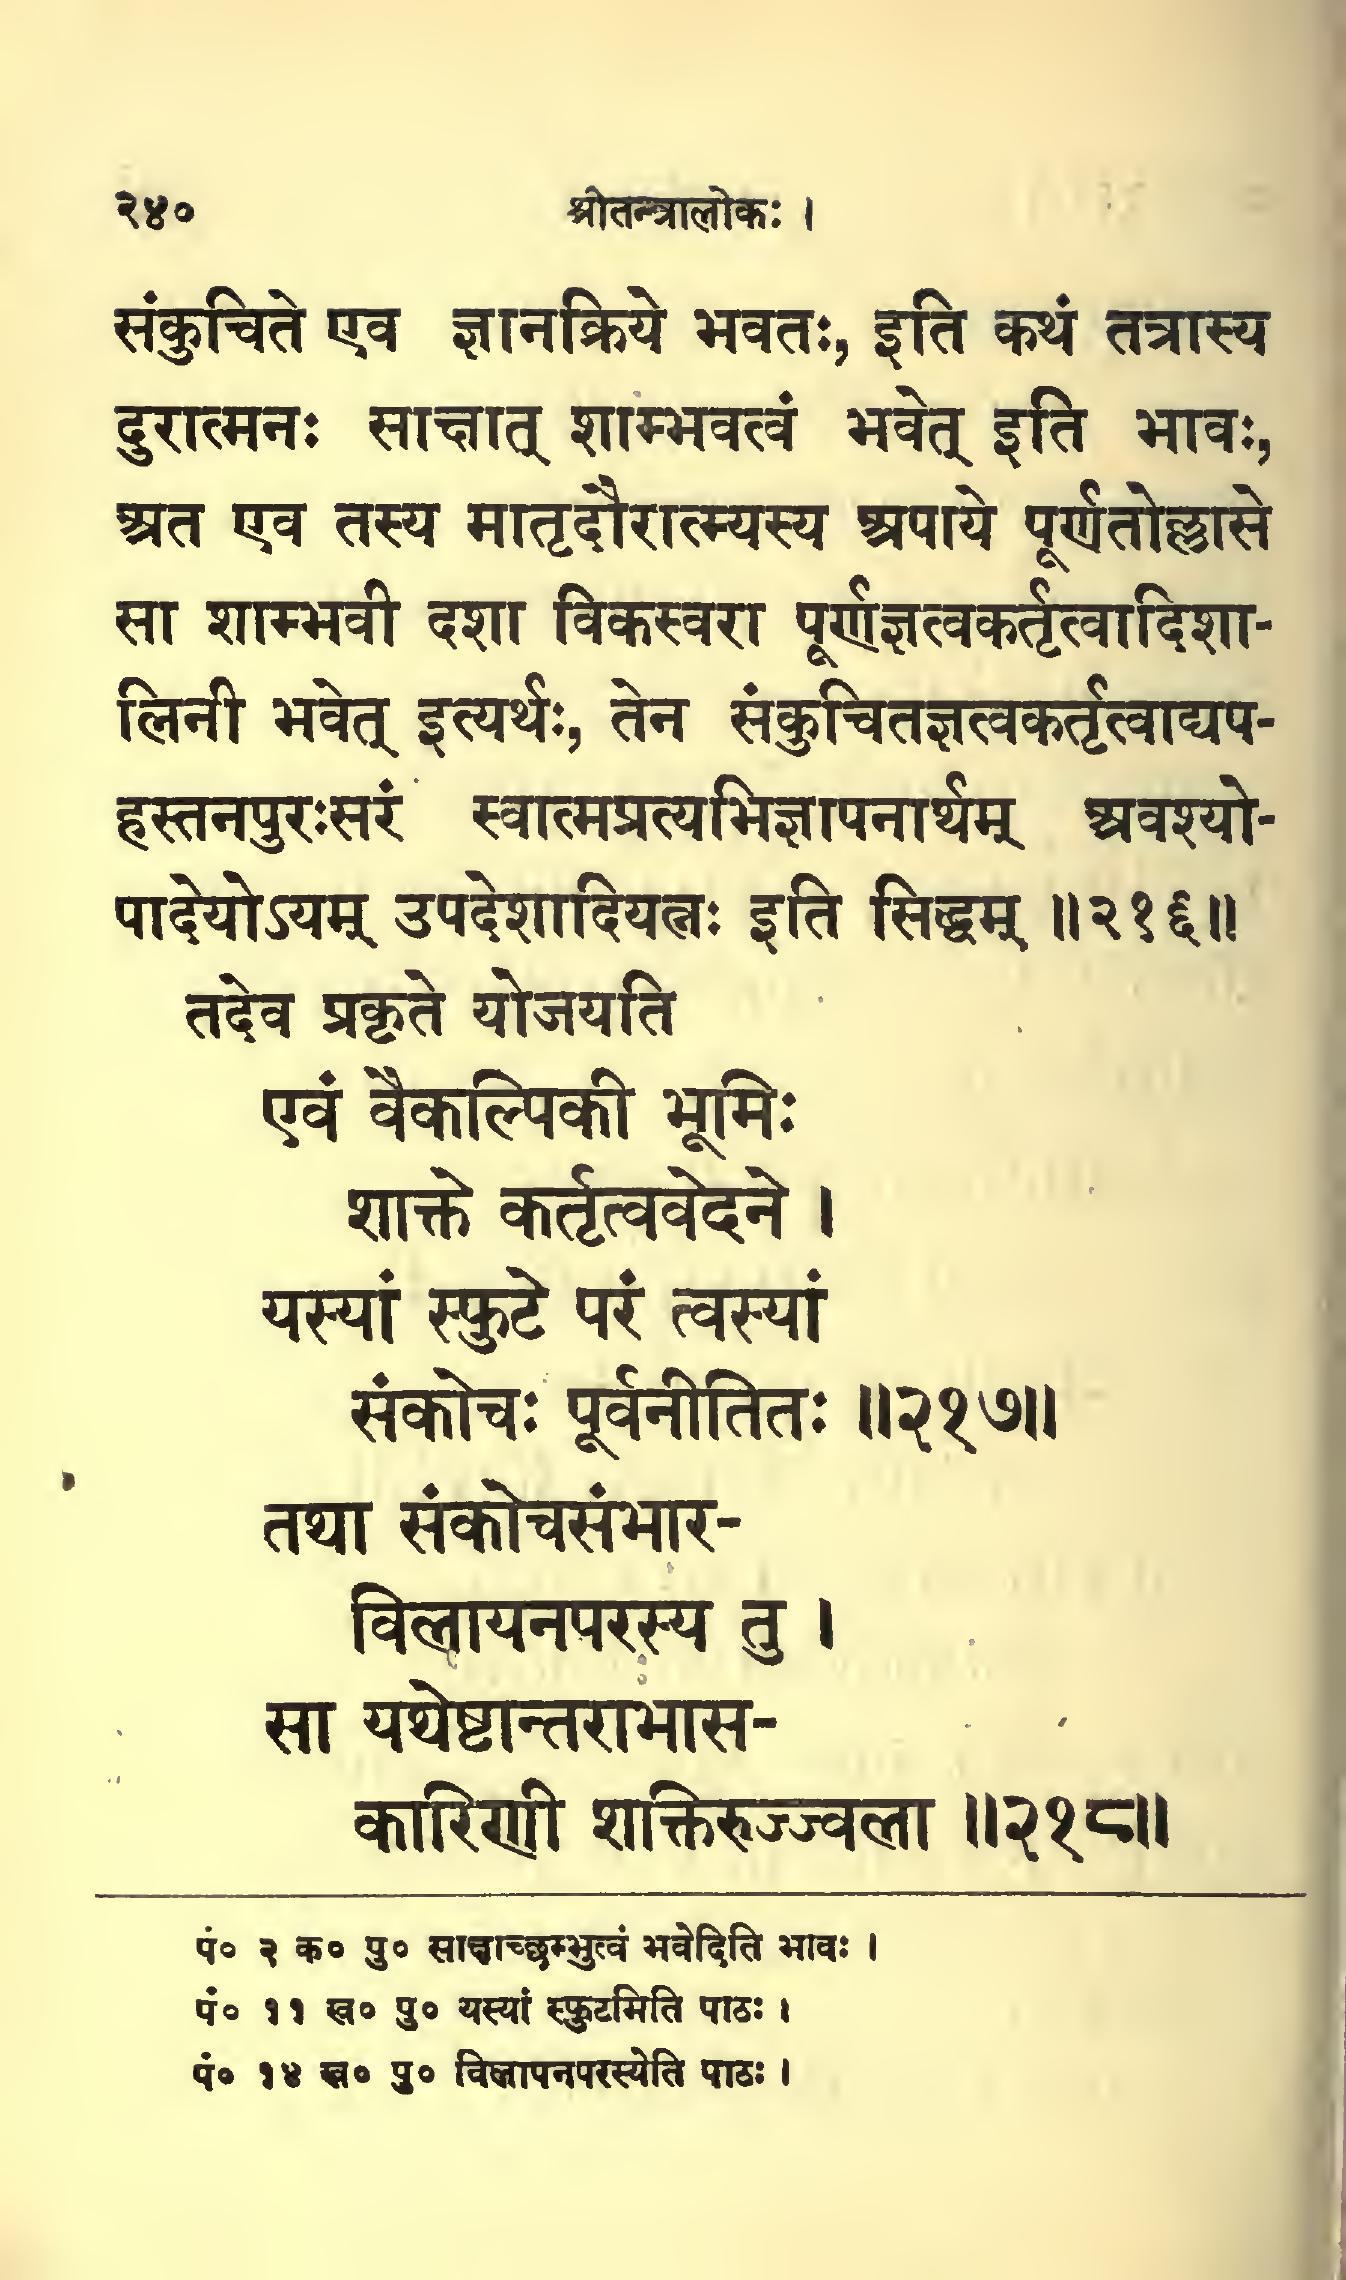 २४० श्रीतन्त्रालोकः ।
संकुचिते एव ज्ञानक्रिये भवतः, इति कथं तत्रास्य
दुरात्मनः साक्षात् शाम्भवत्वं भवेत् इति भावः,
अत एव तस्य मातृदौरात्म्यस्य अपाये पूर्णतोल्लासे
सा शाम्भवी दशा विकस्वरा पूर्णज्ञत्वकर्तृत्वादिशा-
लिनी भवेत् इत्यर्थः, तेन संकुचितज्ञत्वकर्तृत्वाद्यप-
हस्तनपुरःसरं स्वात्मप्रत्यभिज्ञापनार्थम् अवश्यो-
पादेयोऽयम् उपदेशादियत्नः इति सिद्धम् ॥२१६॥
तदेव प्रकृते योजयति
एवं वैकल्पिकी भूमिः
शाक्ते कर्तृत्ववेदने ।
यस्यां स्फुटे परं त्वस्यां
संकोचः पूर्वनीतितः ॥२१७॥
तथा संकोचसंभार-
विलायनपरस्य तु ।
सा यथेष्टान्तराभास-
कारिणी शक्तिरुज्ज्वला ॥२१८॥
पं० २ क० पु० साक्षाच्छम्भुत्वं भवेदिति भावः ।
पं० ११ ख० पु० यस्यां स्फुटमिति पाठः ।
पं० १४ ख० पु० विलापनपरस्येति पाठः ।